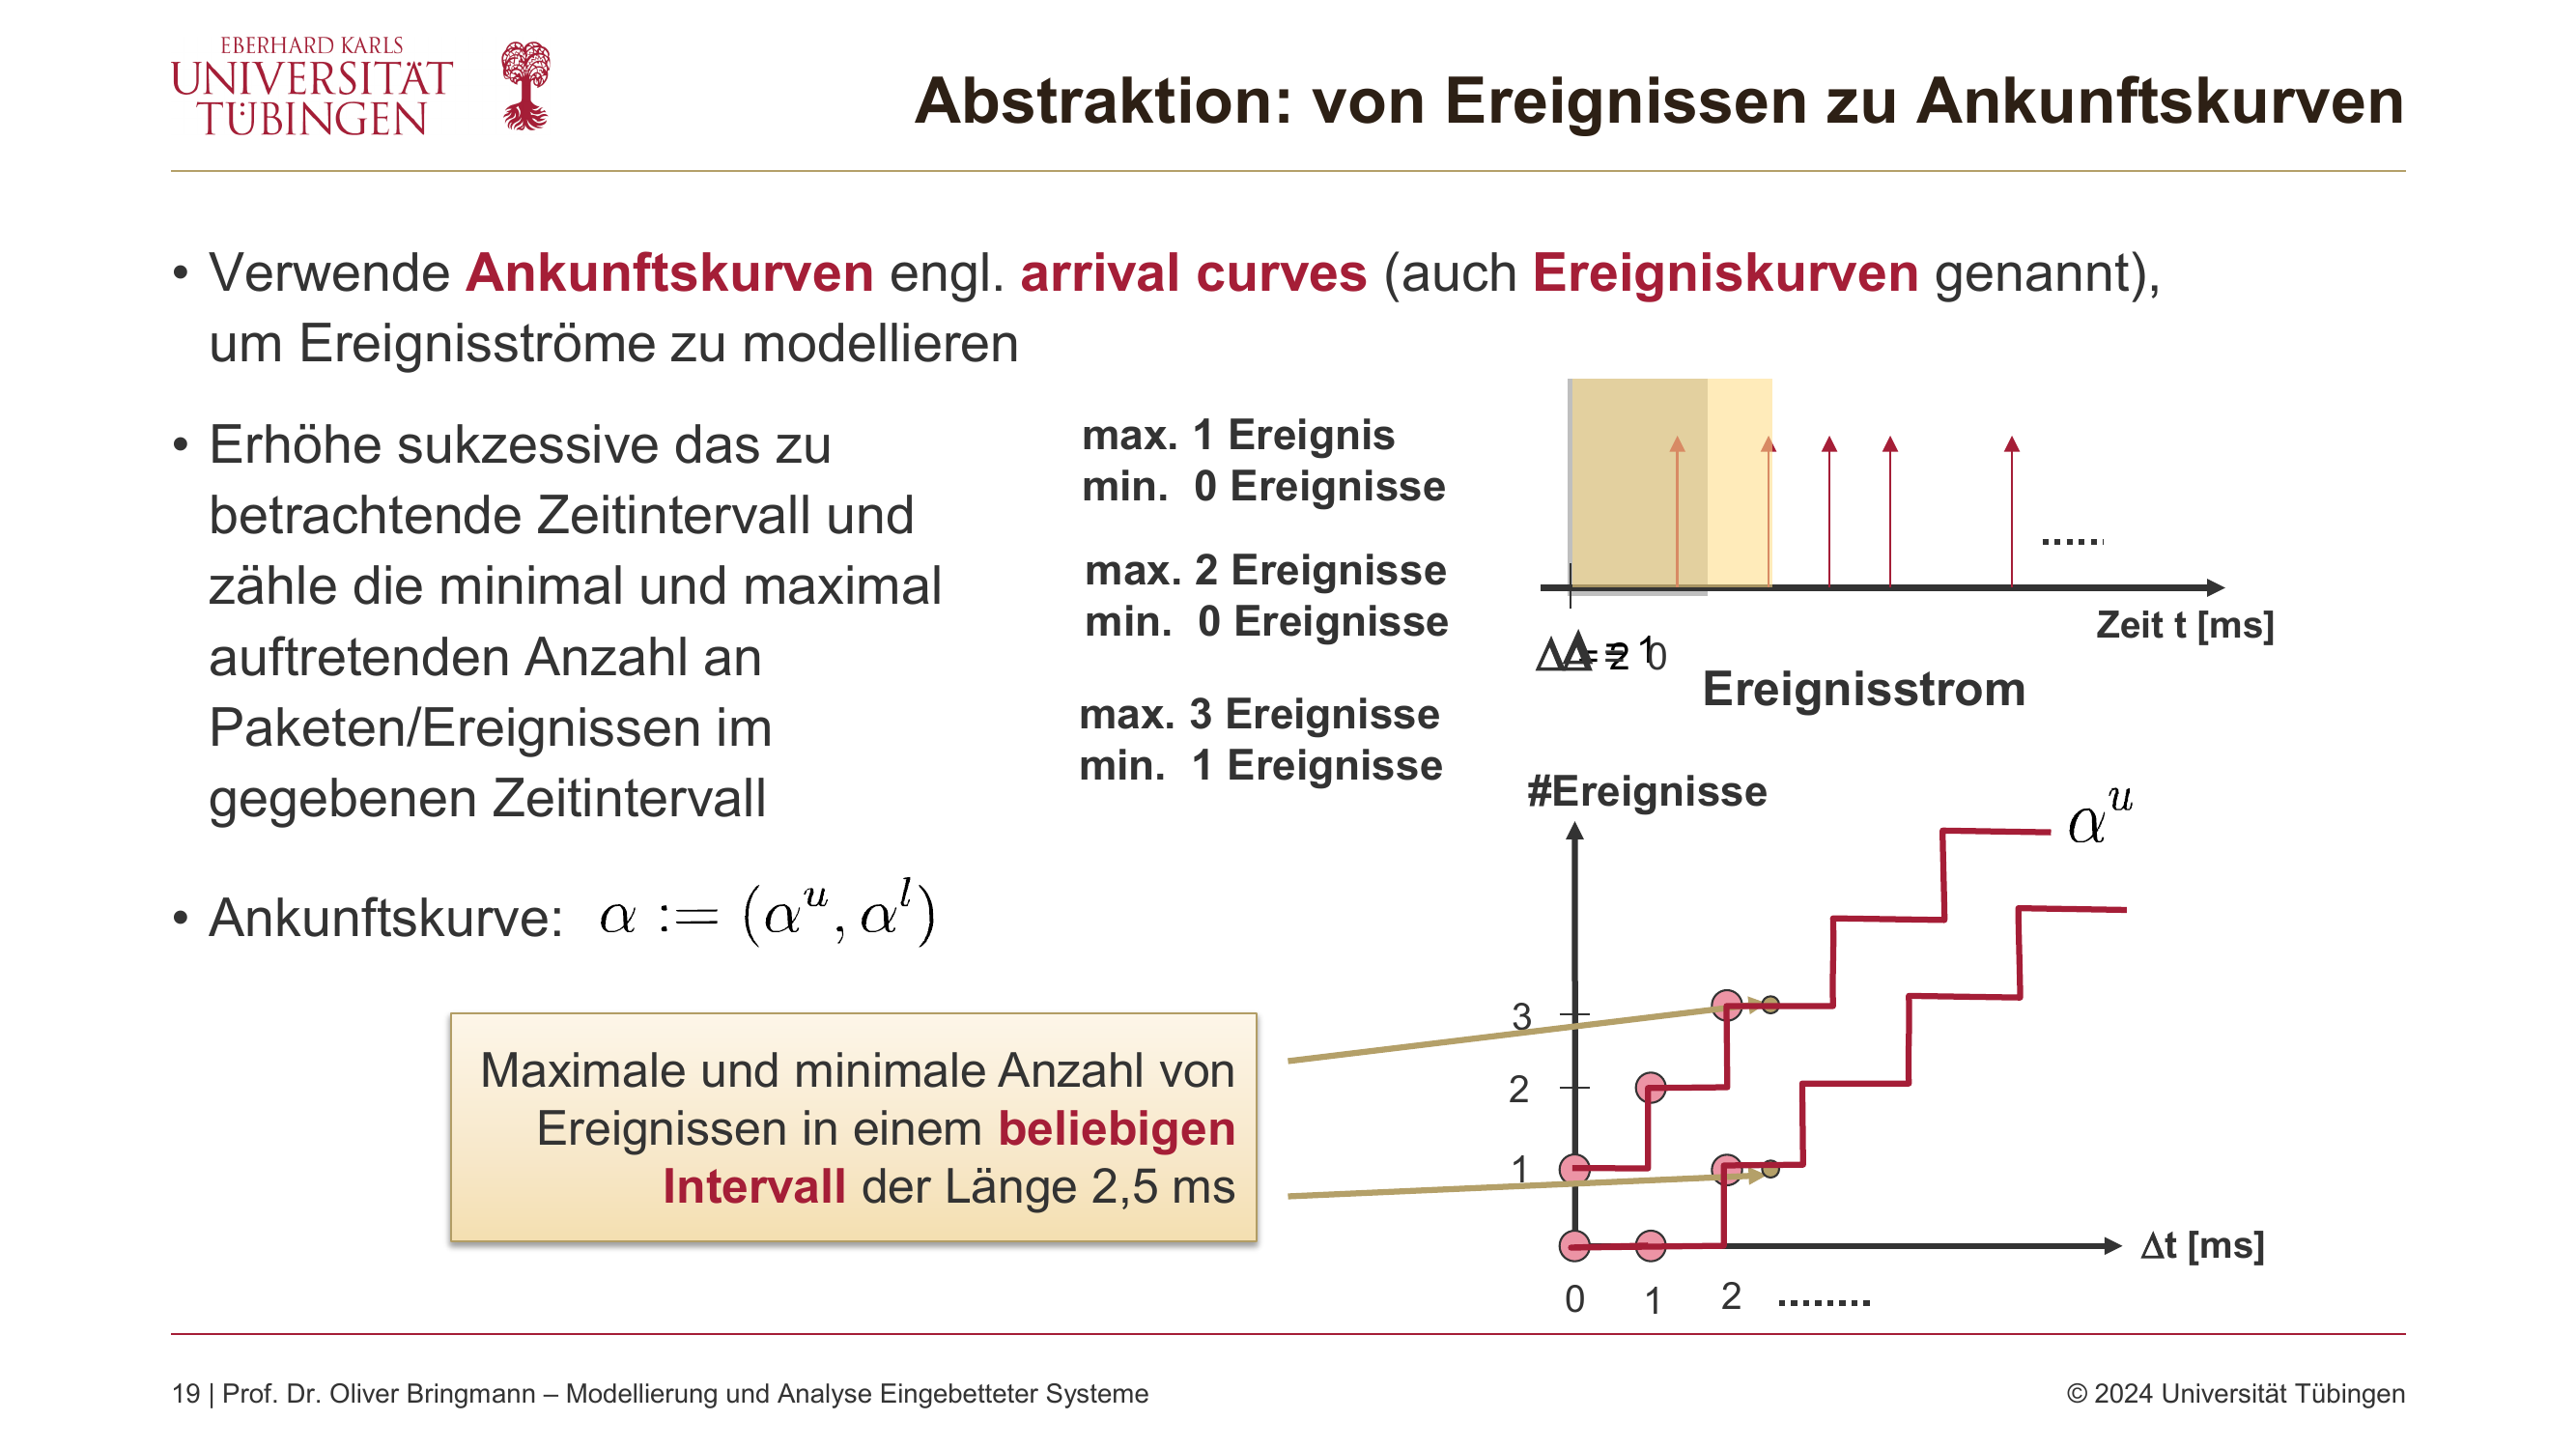 EBERHARD KARLS
UNIVERSITÄT
TÜBINGEN
Abstraktion: von Ereignissen zu Ankunftskurven
• Verwende Ankunftskurven engl. arrival curves (auch Ereigniskurven genannt),
um Ereignisströme zu modellieren
• Erhöhe sukzessive das zu
betrachtende Zeitintervall und
zähle die minimal und maximal
auftretenden Anzahl an
Paketen/Ereignissen im
gegebenen Zeitintervall
• Ankunftskurve: α := (αᵘ, αˡ)
max. 1 Ereignis
min. 0 Ereignisse
max. 2 Ereignisse
min. 0 Ereignisse
max. 3 Ereignisse
min. 1 Ereignisse
Zeit t [ms]
Ereignisstrom
#Ereignisse
αᵘ
3
2
1
Δt [ms]
0 1 2 ........
Maximale und minimale Anzahl von
Ereignissen in einem beliebigen
Intervall der Länge 2,5 ms
19 | Prof. Dr. Oliver Bringmann – Modellierung und Analyse Eingebetteter Systeme
© 2024 Universität Tübingen